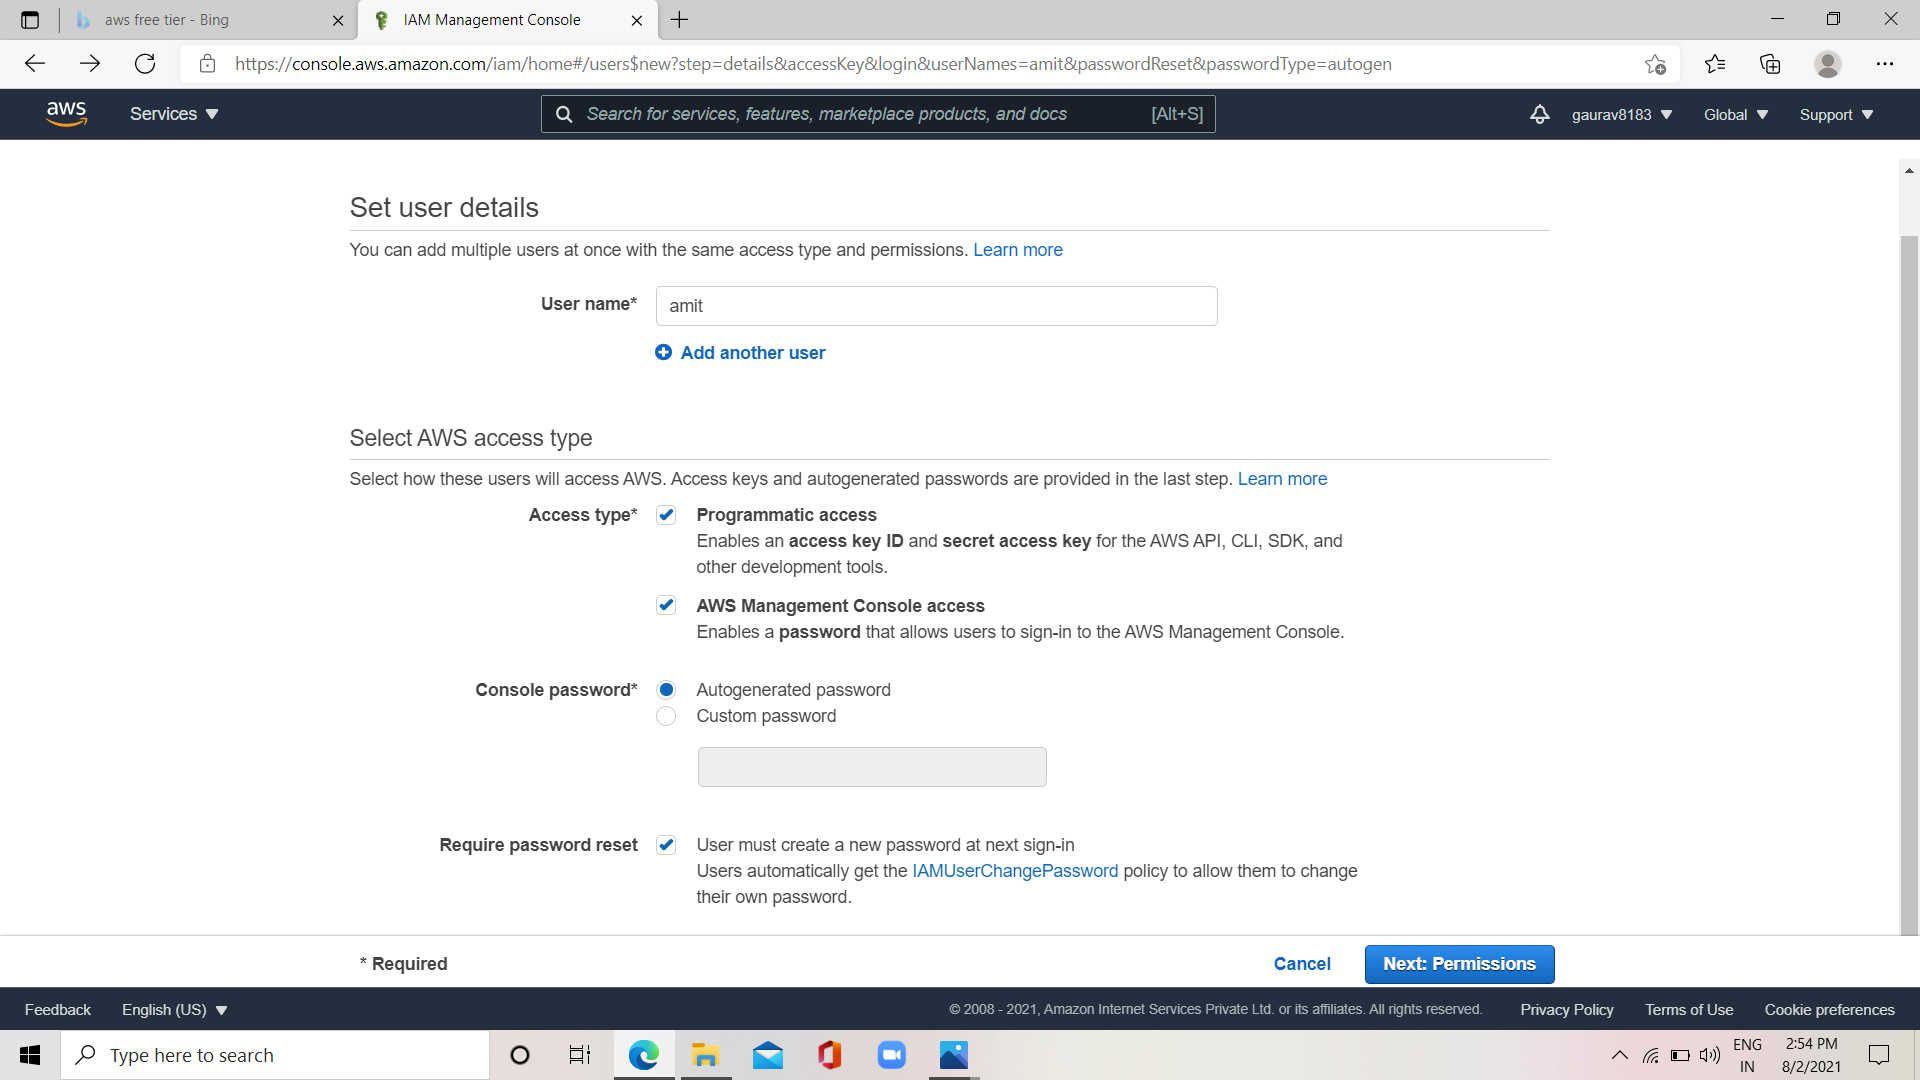 aws free tier - Bing
IAM Management Console
https://console.aws.amazon.com/iam/home#/users$new?step=details&accessKey&login&userNames=amit&passwordReset&passwordType=autogen
aws
Services
Search for services, features, marketplace products, and docs
[Alt+S]
gaurav8183
Global
Support
Set user details
You can add multiple users at once with the same access type and permissions. Learn more
User name*
amit
Add another user
Select AWS access type
Select how these users will access AWS. Access keys and autogenerated passwords are provided in the last step. Learn more
Access type*
Programmatic access
Enables an access key ID and secret access key for the AWS API, CLI, SDK, and
other development tools.
AWS Management Console access
Enables a password that allows users to sign-in to the AWS Management Console.
Console password*
Autogenerated password
Custom password
Require password reset
User must create a new password at next sign-in
Users automatically get the IAMUserChangePassword policy to allow them to change
their own password.
* Required
Cancel
Next: Permissions
Feedback
English (US)
© 2008 - 2021, Amazon Internet Services Private Ltd. or its affiliates. All rights reserved.
Privacy Policy
Terms of Use
Cookie preferences
Type here to search
ENG
IN
2:54 PM
8/2/2021